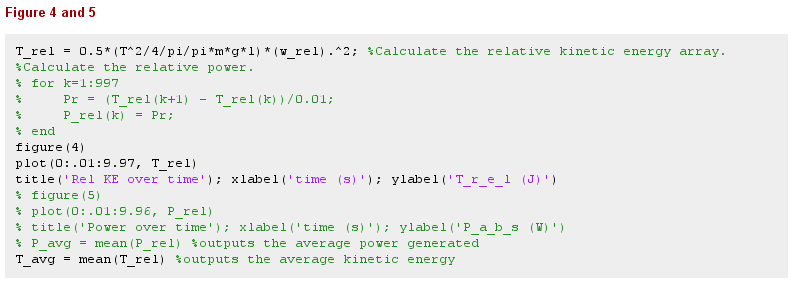 Figure 4 and 5
T_rel = 0.5*(T^2/4/pi/pi*m*g*l)*(w_rel).^2; %Calculate the relative kinetic energy array.
%Calculate the relative power.
% for k=1:997
%     Pr = (T_rel(k+1) - T_rel(k))/0.01;
%     P_rel(k) = Pr;
% end
figure(4)
plot(0:.01:9.97, T_rel)
title('Rel KE over time'); xlabel('time (s)'); ylabel('T_r_e_l (J)')
% figure(5)
% plot(0:.01:9.96, P_rel)
% title('Power over time'); xlabel('time (s)'); ylabel('P_a_b_s (W)')
% P_avg = mean(P_rel) %outputs the average power generated
T_avg = mean(T_rel) %outputs the average kinetic energy